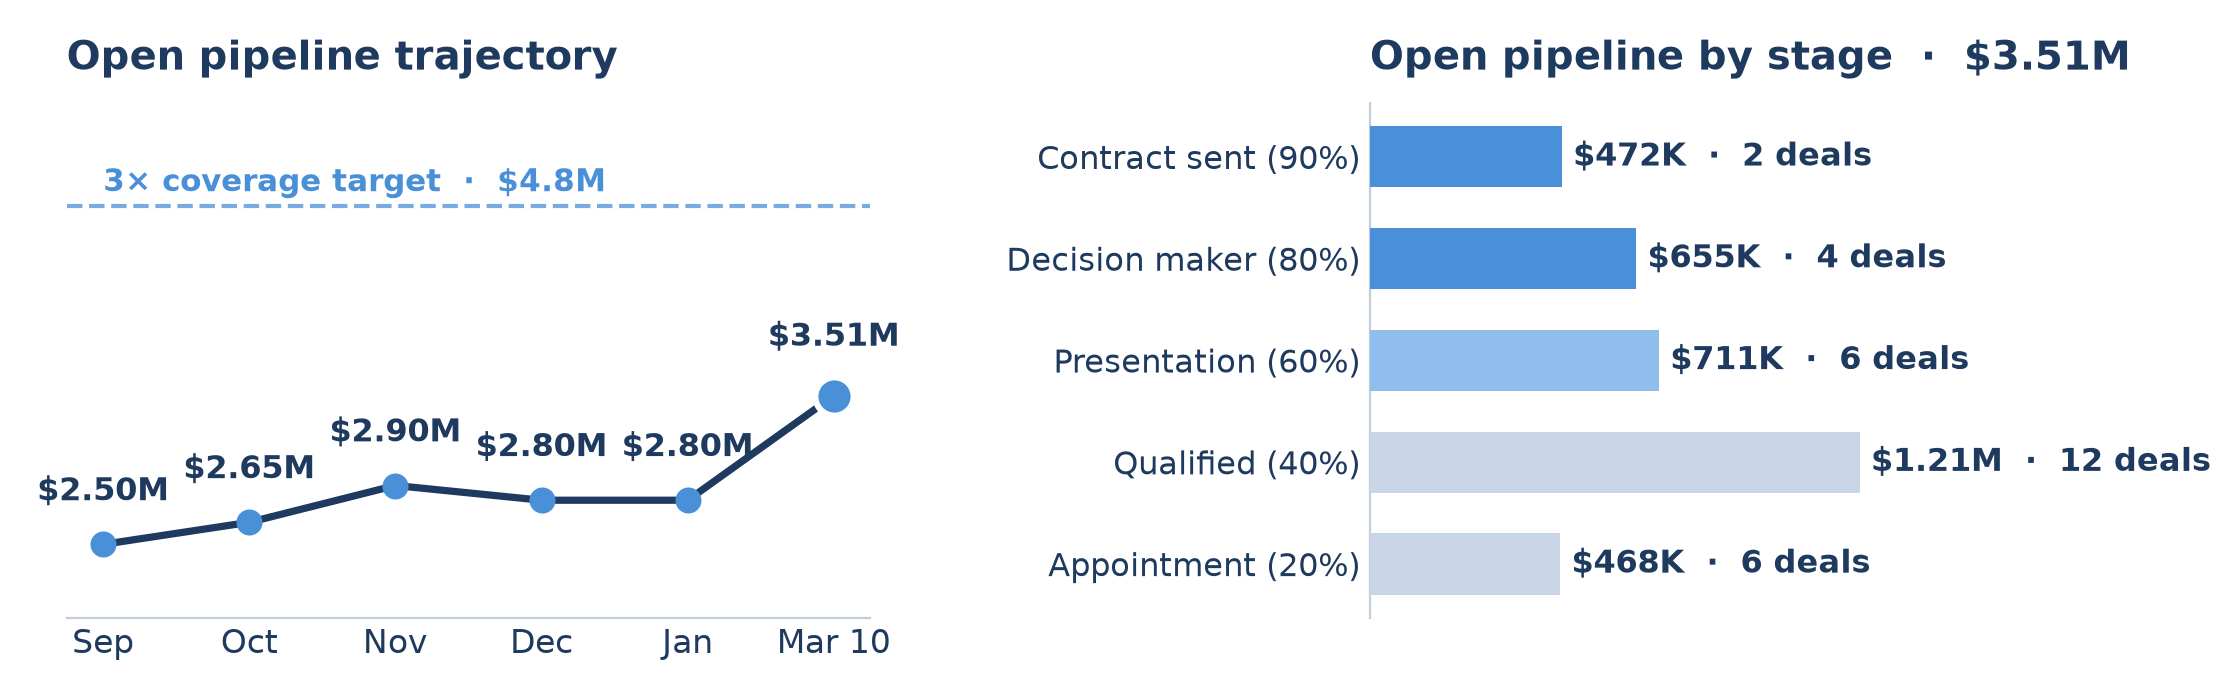 Open pipeline trajectory
3× coverage target · $4.8M
$2.50M
$2.65M
$2.90M
$2.80M
$2.80M
$3.51M
Sep
Oct
Nov
Dec
Jan
Mar 10
Open pipeline by stage · $3.51M
Contract sent (90%) $472K · 2 deals
Decision maker (80%) $655K · 4 deals
Presentation (60%) $711K · 6 deals
Qualified (40%) $1.21M · 12 deals
Appointment (20%) $468K · 6 deals